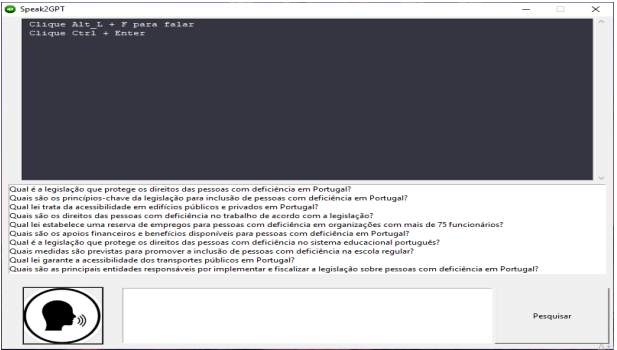 Speak2GPT
Clique Alt_L + F para falar
Clique Ctrl + Enter
Qual é a legislação que protege os direitos das pessoas com deficiência em Portugal?
Quais são os princípios-chave da legislação para inclusão de pessoas com deficiência em Portugal?
Qual lei trata da acessibilidade em edifícios públicos e privados em Portugal?
Quais são os direitos das pessoas com deficiência no trabalho de acordo com a legislação?
Qual lei estabelece uma reserva de empregos para pessoas com deficiência em organizações com mais de 75 funcionários?
Quais são os apoios financeiros e benefícios disponíveis para pessoas com deficiência em Portugal?
Qual é a legislação que protege os direitos das pessoas com deficiência no sistema educacional português?
Quais medidas são previstas para promover a inclusão de pessoas com deficiência na escola regular?
Qual lei garante a acessibilidade dos transportes públicos em Portugal?
Quais são as principais entidades responsáveis por implementar e fiscalizar a legislação sobre pessoas com deficiência em Portugal?
Pesquisar